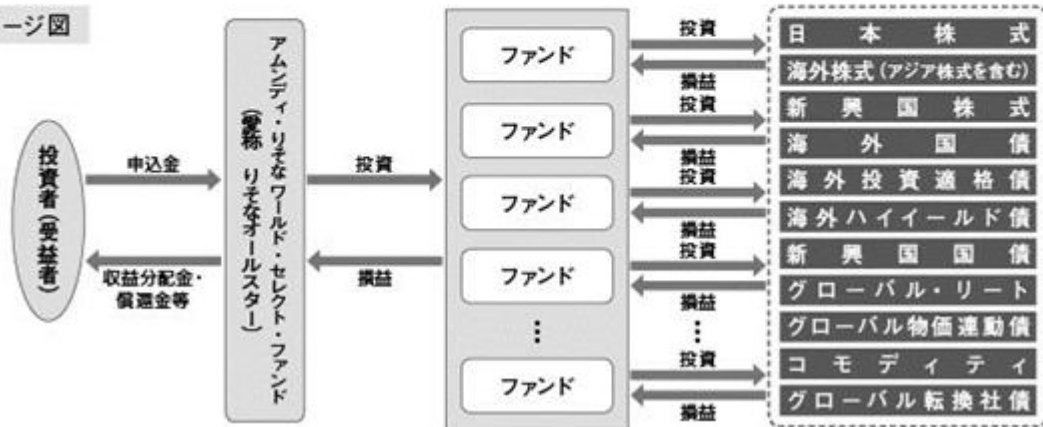 ージ図
投資者(受益者)
申込金
収益分配金・
償還金等
アムンディ・りそなワールド・セレクト・ファンド
(愛称 りそなオールスター)
投資
損益
ファンド
ファンド
ファンド
ファンド
⋮
ファンド
投資
損益
投資
損益
投資
損益
投資
損益
⋮
投資
損益
日本株式
海外株式(アジア株式を含む)
新興国株式
海外国債
海外投資適格債
海外ハイイールド債
新興国国債
グローバル・リート
グローバル物価連動債
コモディティ
グローバル転換社債